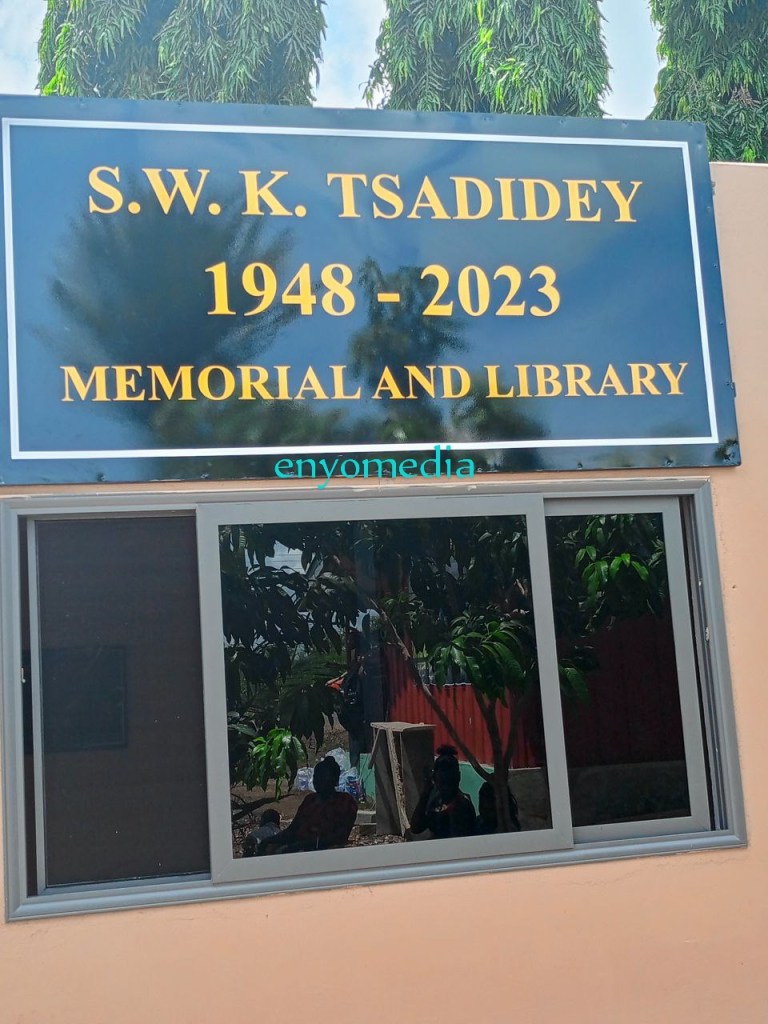 S.W. K. TSADIDEY
1948 - 2023
MEMORIAL AND LIBRARY
enyomedia